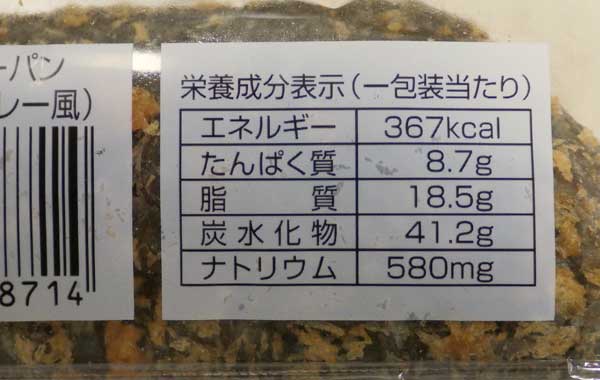 ーパン
レー風)
8714
栄養成分表示(一包装当たり)
エネルギー 367kcal
たんぱく質 8.7g
脂質 18.5g
炭水化物 41.2g
ナトリウム 580mg